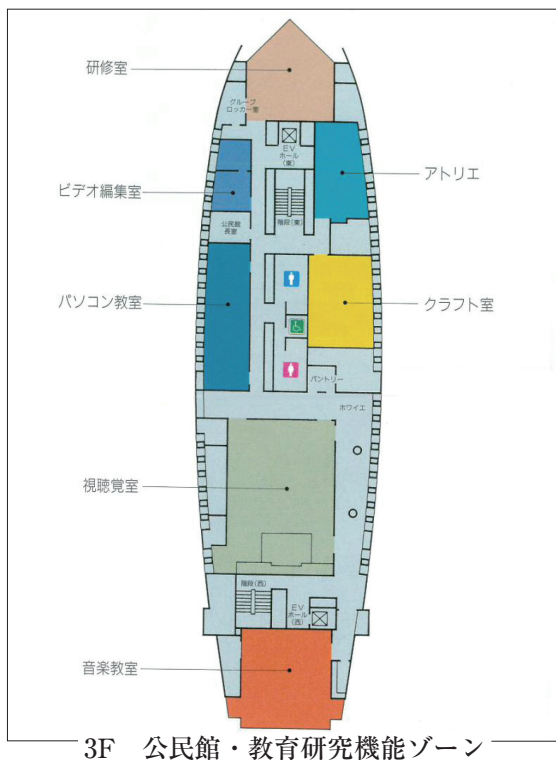 研修室
グループ
ロッカー室
EV
ホール
(東)
アトリエ
ビデオ編集室
階段(東)
公民館
長室
パソコン教室
クラフト室
パントリー
ホワイエ
視聴覚室
階段(西)
EV
ホール
(西)
音楽教室
3F 公民館・教育研究機能ゾーン